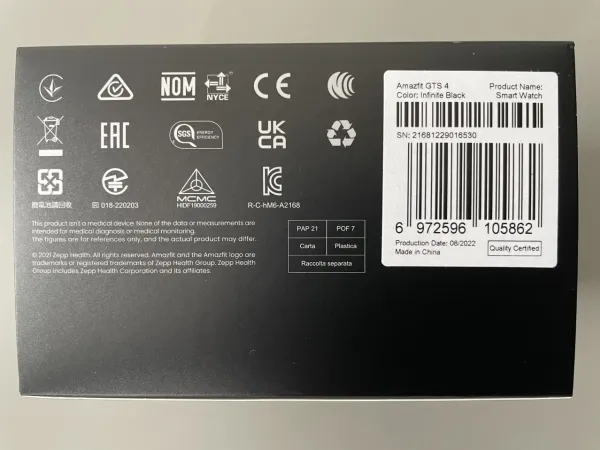 NOM
NYCE
CE
EAC
SGS ENERGY EFFICIENCY
UK
CA
廢電池請回收
回 018-220203
MCMC
HIDF19000259
R-C-hM6-A2168
This product isn't a medical device. None of the data or measurements are
intended for medical diagnosis or medical monitoring.
The figures are for references only, and the actual product may differ.
© 2021 Zepp Health. All rights reserved. Amazfit and the Amazfit logo are
trademarks or registered trademarks of Zepp Health Group. Zepp Health
Group includes Zepp Health Corporation and its affiliates.
PAP 21 POF 7
Carta Plastica
Raccolta separata
Amazfit GTS 4 Product Name:
Color: Infinite Black Smart Watch
SN: 21681229016530
6 972596 105862
Production Date: 08/2022
Made in China
Quality Certified